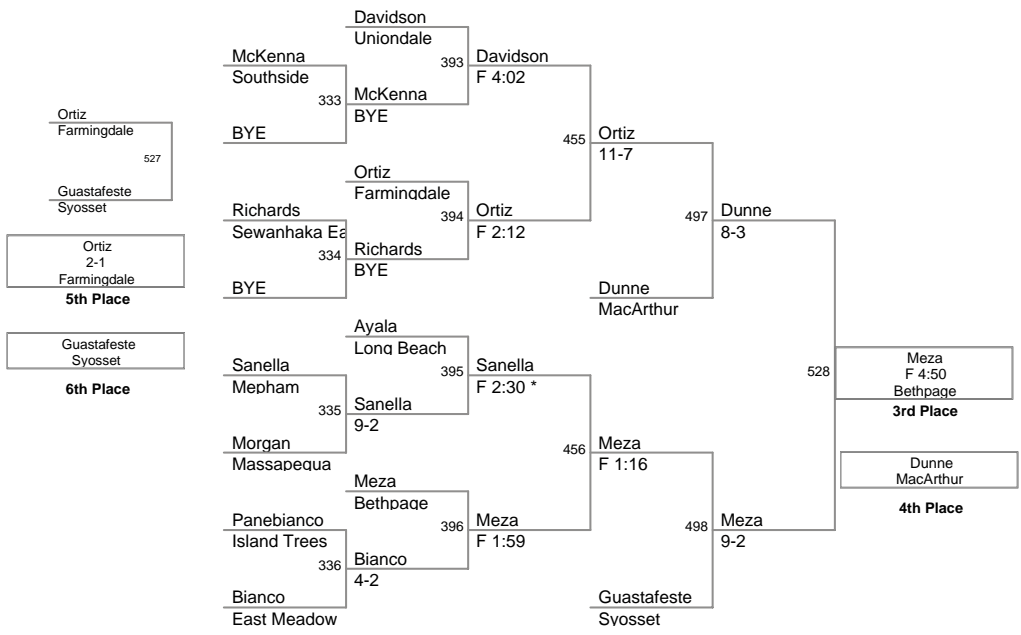 Davidson
Uniondale
McKenna
Southside
393
Davidson
F 4:02
333
McKenna
BYE
BYE
Ortiz
Farmingdale
527
Guastafeste
Syosset
455
Ortiz
11-7
Ortiz
Farmingdale
Richards
Sewanhaka Ea
394
Ortiz
F 2:12
334
Richards
BYE
BYE
497
Dunne
8-3
Ortiz
2-1
Farmingdale
5th Place
Dunne
MacArthur
Guastafeste
Syosset
6th Place
Ayala
Long Beach
Sanella
Mepham
395
Sanella
F 2:30 *
335
Sanella
9-2
Morgan
Massapequa
528
Meza
F 4:50
Bethpage
3rd Place
456
Meza
F 1:16
Dunne
MacArthur
4th Place
Meza
Bethpage
Panebianco
Island Trees
396
Meza
F 1:59
498
Meza
9-2
336
Bianco
4-2
Bianco
East Meadow
Guastafeste
Syosset